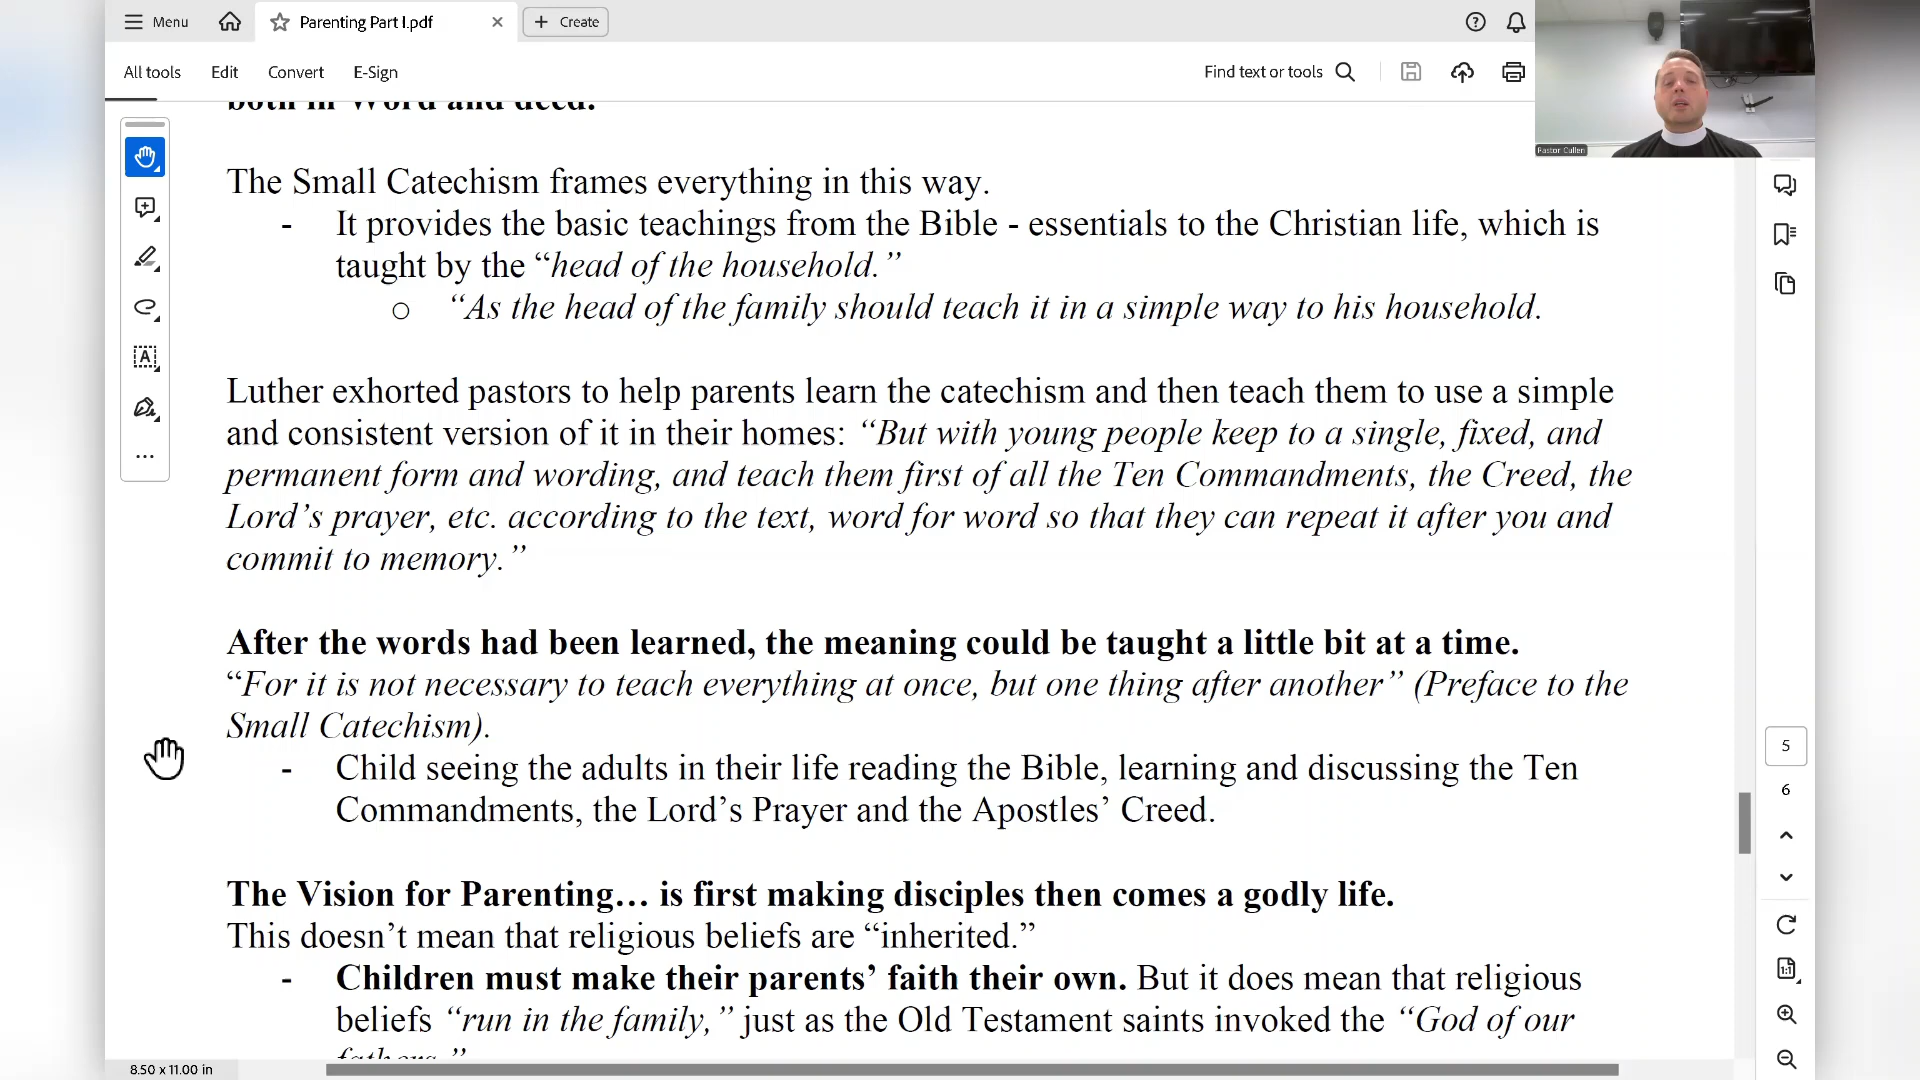 Menu
Parenting Part I.pdf
Create
All tools
Edit
Convert
E-Sign
Find text or tools
Pastor Cullen
both in Word and deed.
The Small Catechism frames everything in this way.
- It provides the basic teachings from the Bible - essentials to the Christian life, which is
taught by the “head of the household.”
o “As the head of the family should teach it in a simple way to his household.
Luther exhorted pastors to help parents learn the catechism and then teach them to use a simple
and consistent version of it in their homes: “But with young people keep to a single, fixed, and
permanent form and wording, and teach them first of all the Ten Commandments, the Creed, the
Lord’s prayer, etc. according to the text, word for word so that they can repeat it after you and
commit to memory.”
After the words had been learned, the meaning could be taught a little bit at a time.
“For it is not necessary to teach everything at once, but one thing after another” (Preface to the
Small Catechism).
- Child seeing the adults in their life reading the Bible, learning and discussing the Ten
Commandments, the Lord’s Prayer and the Apostles’ Creed.
The Vision for Parenting… is first making disciples then comes a godly life.
This doesn’t mean that religious beliefs are “inherited.”
- Children must make their parents’ faith their own. But it does mean that religious
beliefs “run in the family,” just as the Old Testament saints invoked the “God of our
fathers.”
5
6
8.50 x 11.00 in